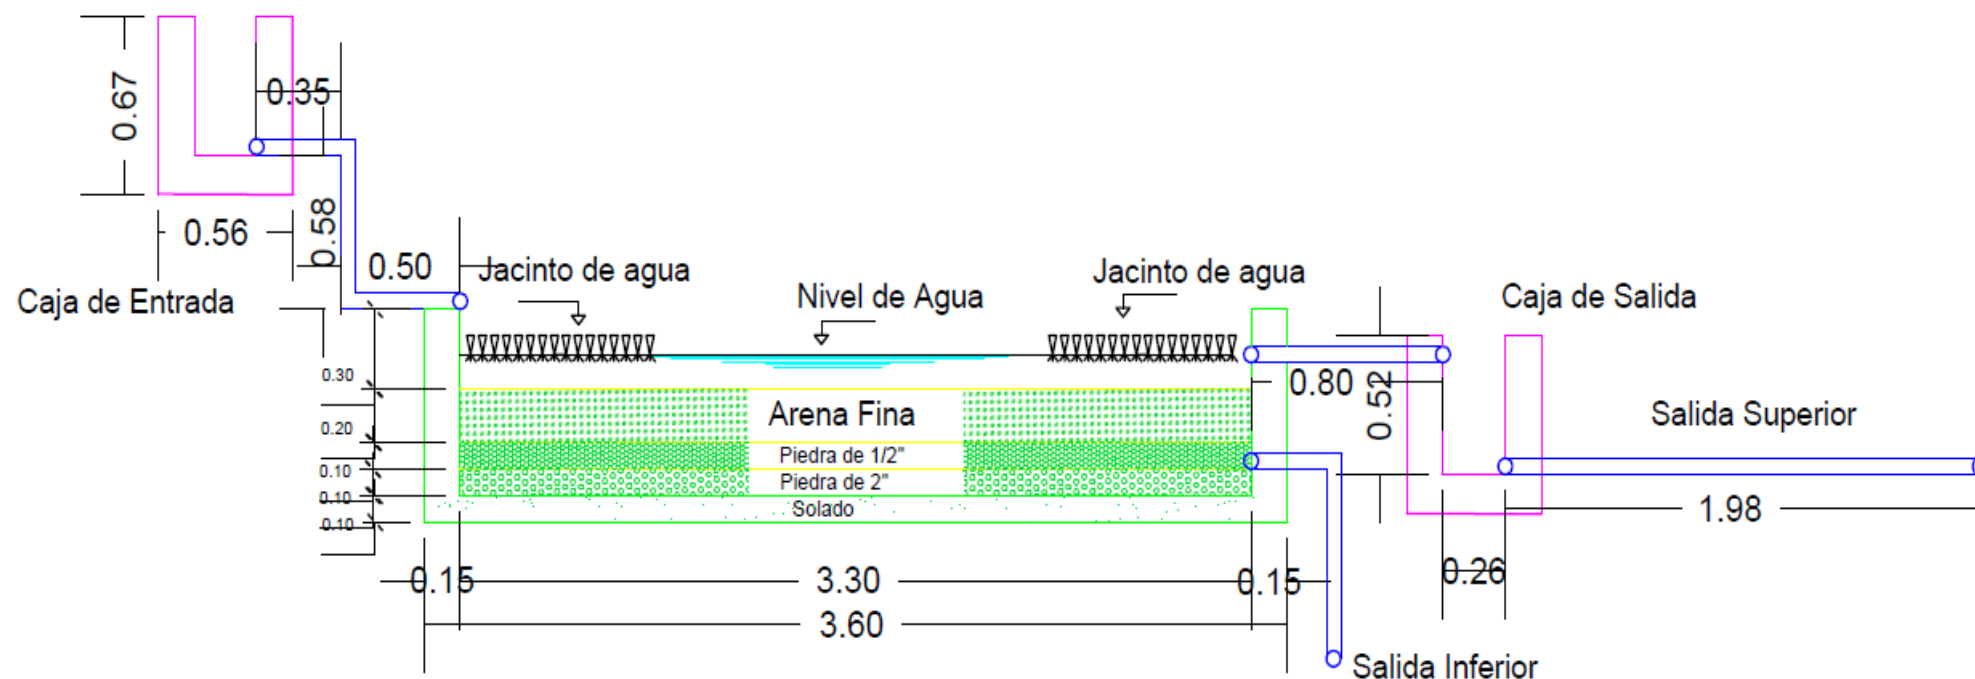 0.67
0.35
0.56
0.58
0.50
Jacinto de agua
Jacinto de agua
Nivel de Agua
Caja de Entrada
Caja de Salida
0.30
0.20
0.10
0.10
0.10
Arena Fina
Piedra de 1/2"
Piedra de 2"
Solado
0.80
0.52
Salida Superior
1.98
0.15
3.30
0.15
0.26
3.60
Salida Inferior